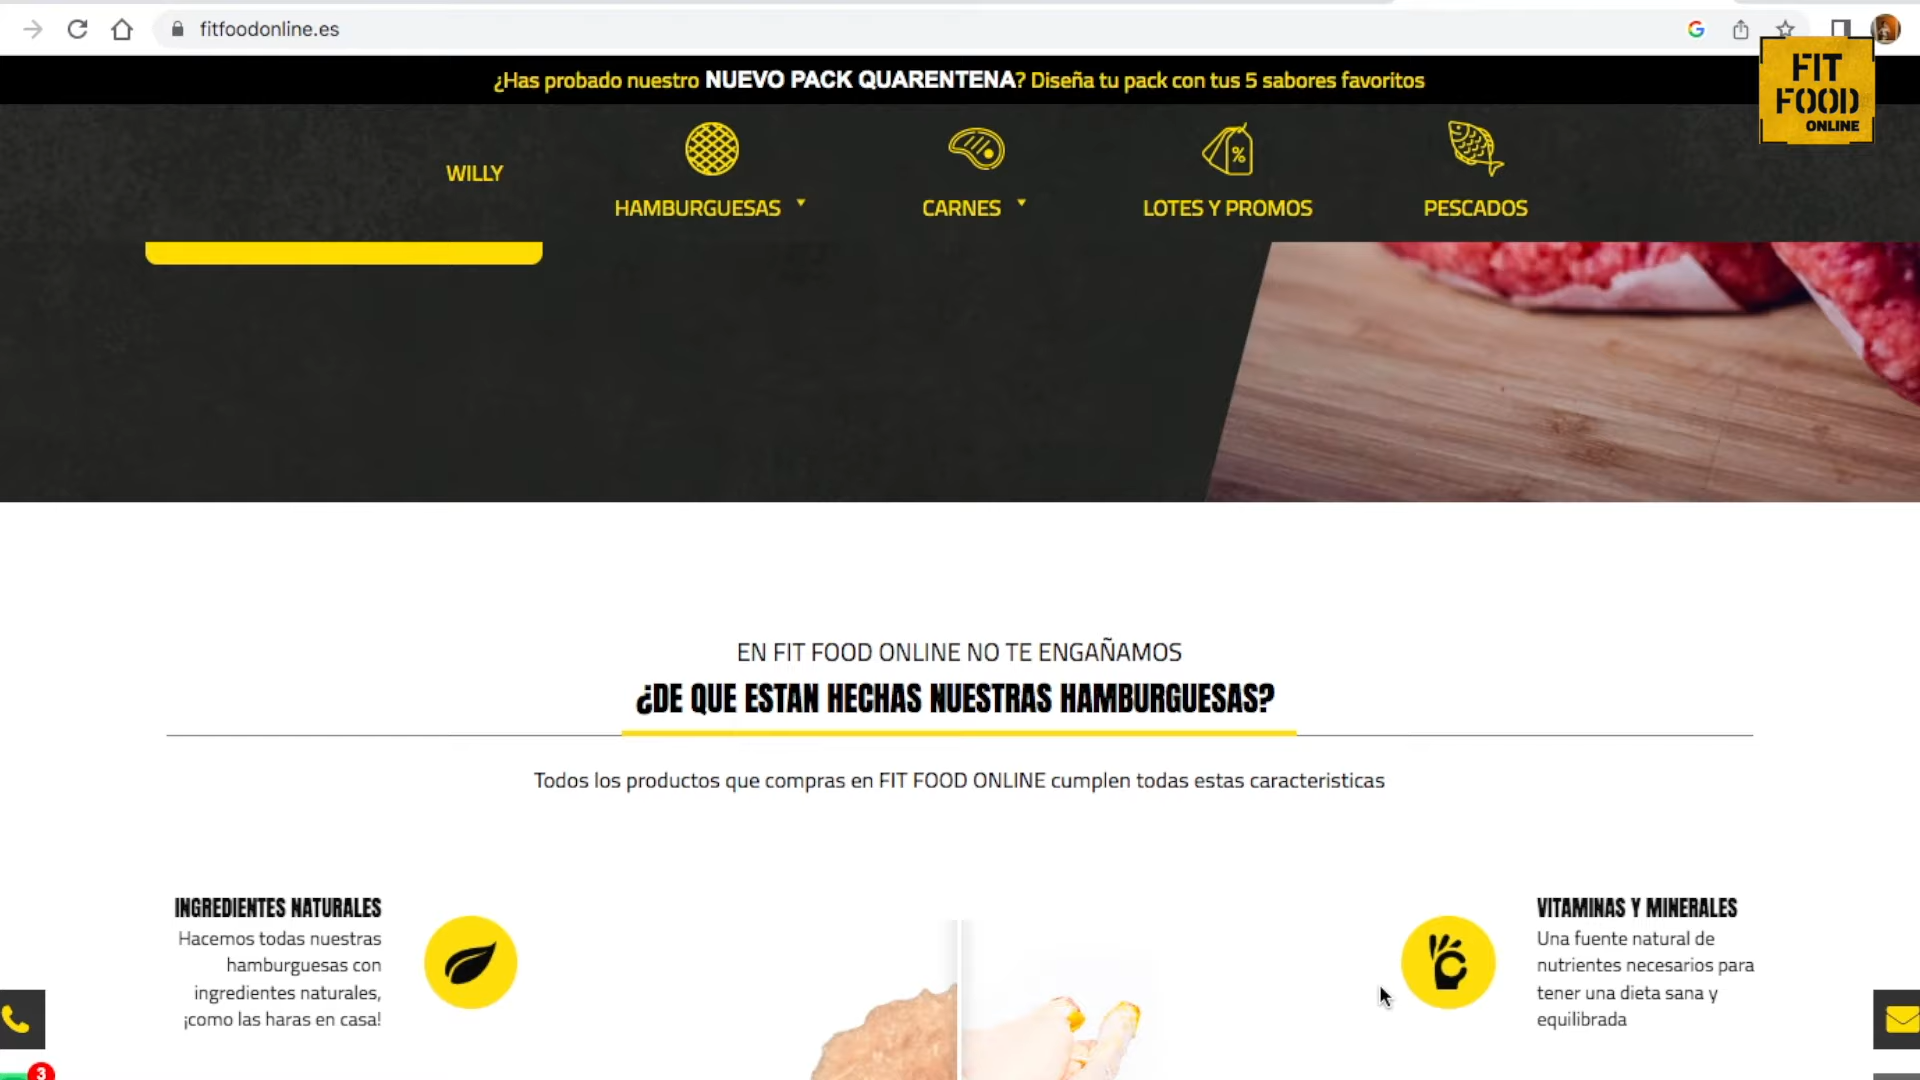 fitfoodonline.es
¿Has probado nuestro NUEVO PACK QUARENTENA? Diseña tu pack con tus 5 sabores favoritos
FIT
FOOD
ONLINE
WILLY
HAMBURGUESAS
CARNES
LOTES Y PROMOS
PESCADOS
EN FIT FOOD ONLINE NO TE ENGAÑAMOS
¿DE QUE ESTAN HECHAS NUESTRAS HAMBURGUESAS?
Todos los productos que compras en FIT FOOD ONLINE cumplen todas estas caracteristicas
INGREDIENTES NATURALES
Hacemos todas nuestras
hamburguesas con
ingredientes naturales,
¡como las haras en casa!
VITAMINAS Y MINERALES
Una fuente natural de
nutrientes necesarios para
tener una dieta sana y
equilibrada
3